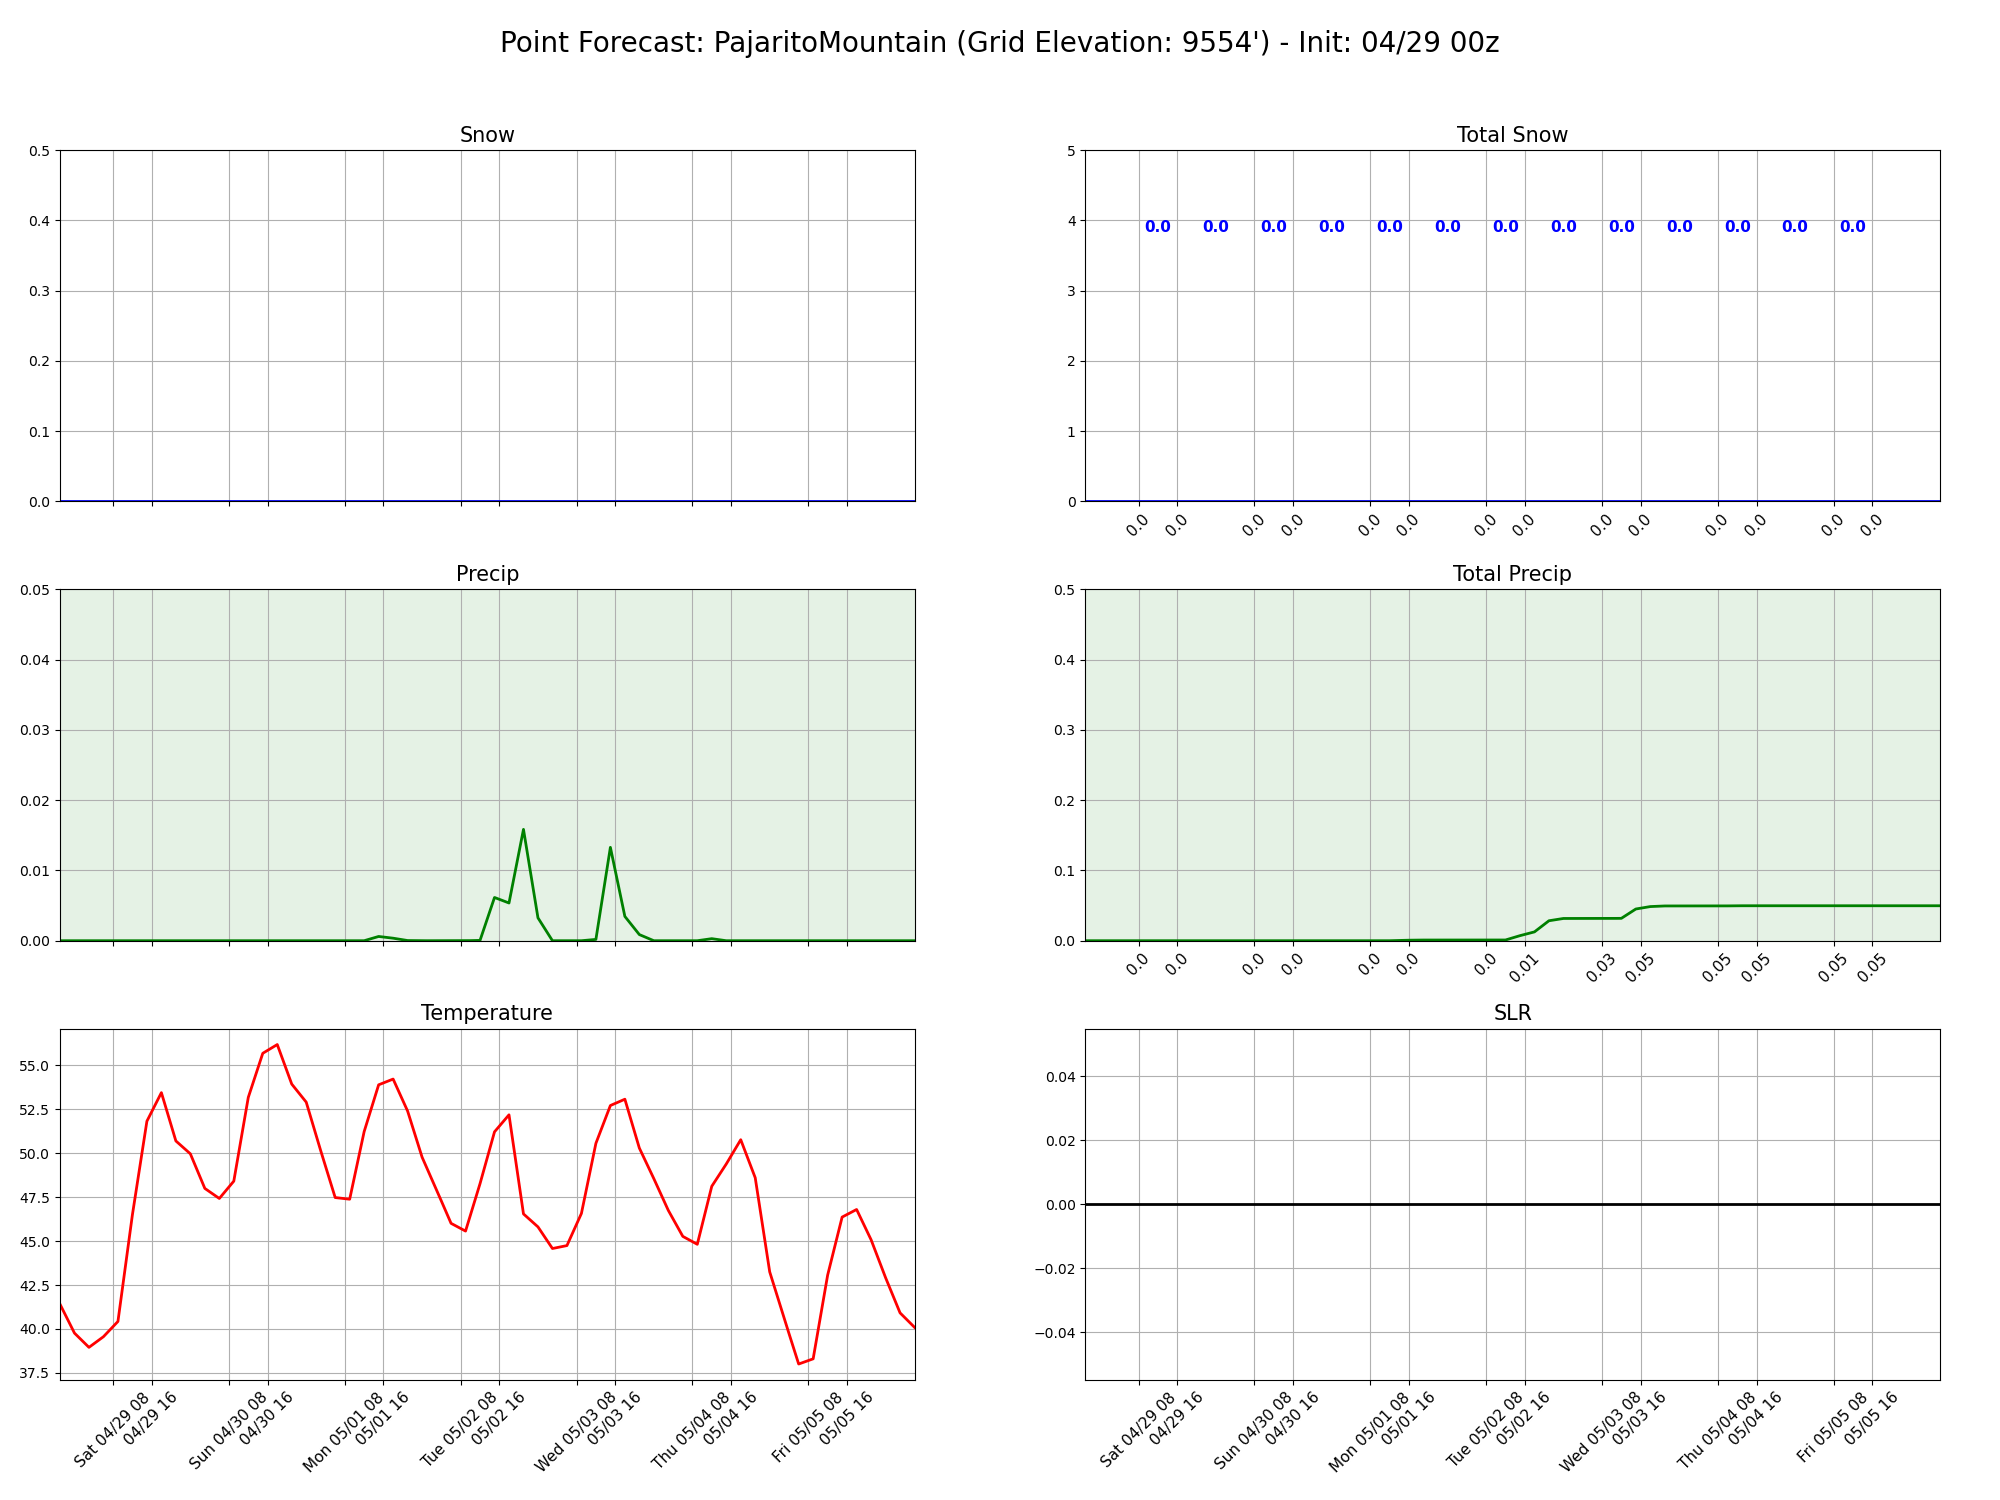 Point Forecast: PajaritoMountain (Grid Elevation: 9554') - Init: 04/29 00z
Snow
0.5
0.4
0.3
0.2
0.1
0.0
Total Snow
5
4
3
2
1
0
0.0 0.0 0.0 0.0 0.0 0.0 0.0 0.0 0.0 0.0 0.0 0.0 0.0
0.0 0.0 0.0 0.0 0.0 0.0 0.0 0.0 0.0 0.0 0.0 0.0 0.0 0.0
Precip
0.05
0.04
0.03
0.02
0.01
0.00
Total Precip
0.5
0.4
0.3
0.2
0.1
0.0
0.0 0.0 0.0 0.0 0.0 0.0 0.0 0.01 0.03 0.05 0.05 0.05 0.05 0.05
Temperature
55.0
52.5
50.0
47.5
45.0
42.5
40.0
37.5
Sat 04/29 08
04/29 16
Sun 04/30 08
04/30 16
Mon 05/01 08
05/01 16
Tue 05/02 08
05/02 16
Wed 05/03 08
05/03 16
Thu 05/04 08
05/04 16
Fri 05/05 08
05/05 16
SLR
0.04
0.02
0.00
−0.02
−0.04
Sat 04/29 08
04/29 16
Sun 04/30 08
04/30 16
Mon 05/01 08
05/01 16
Tue 05/02 08
05/02 16
Wed 05/03 08
05/03 16
Thu 05/04 08
05/04 16
Fri 05/05 08
05/05 16